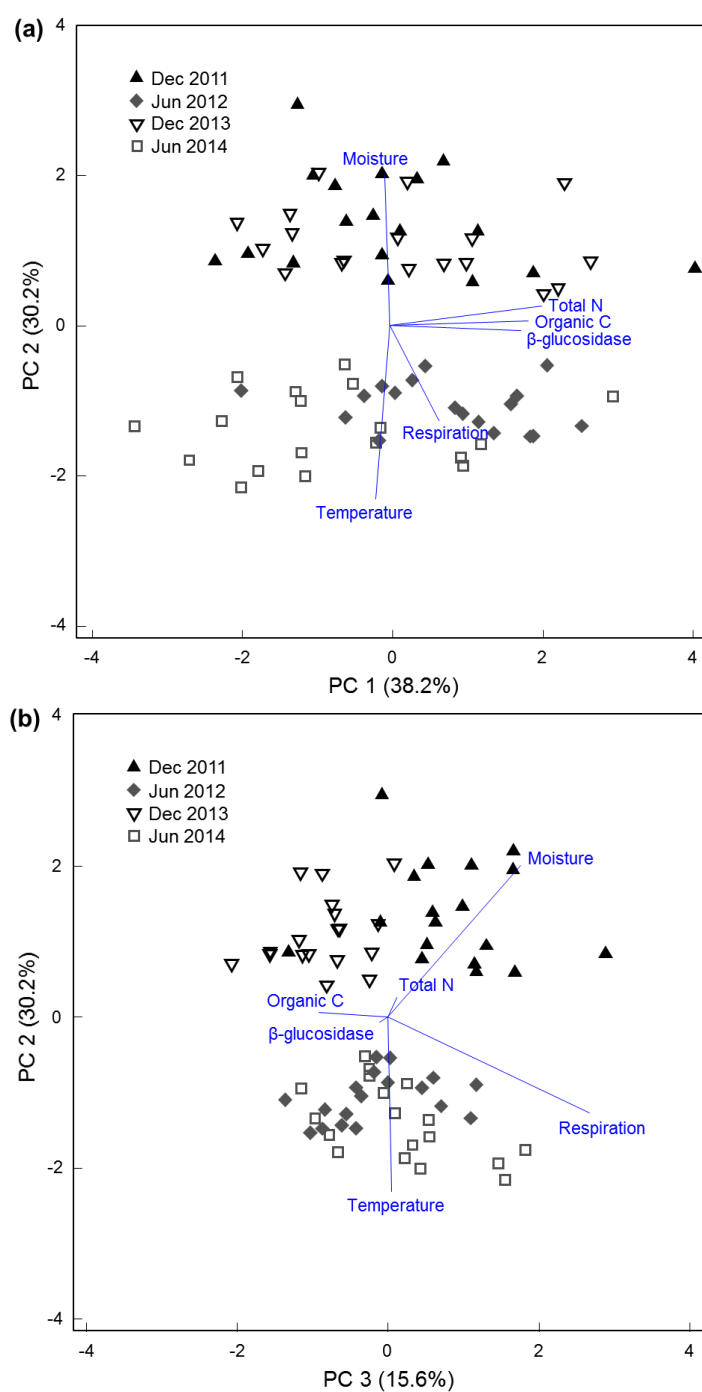 (a)
4
Dec 2011
Jun 2012
Dec 2013
Jun 2014
Moisture
2
Total N
Organic C
β-glucosidase
0
PC 2 (30.2%)
Respiration
-2
Temperature
-4
-4 -2 0 2 4
PC 1 (38.2%)
(b)
4
Dec 2011
Jun 2012
Dec 2013
Jun 2014
2
Moisture
Total N
Organic C
0
β-glucosidase
PC 2 (30.2%)
Respiration
-2
Temperature
-4
-4 -2 0 2 4
PC 3 (15.6%)